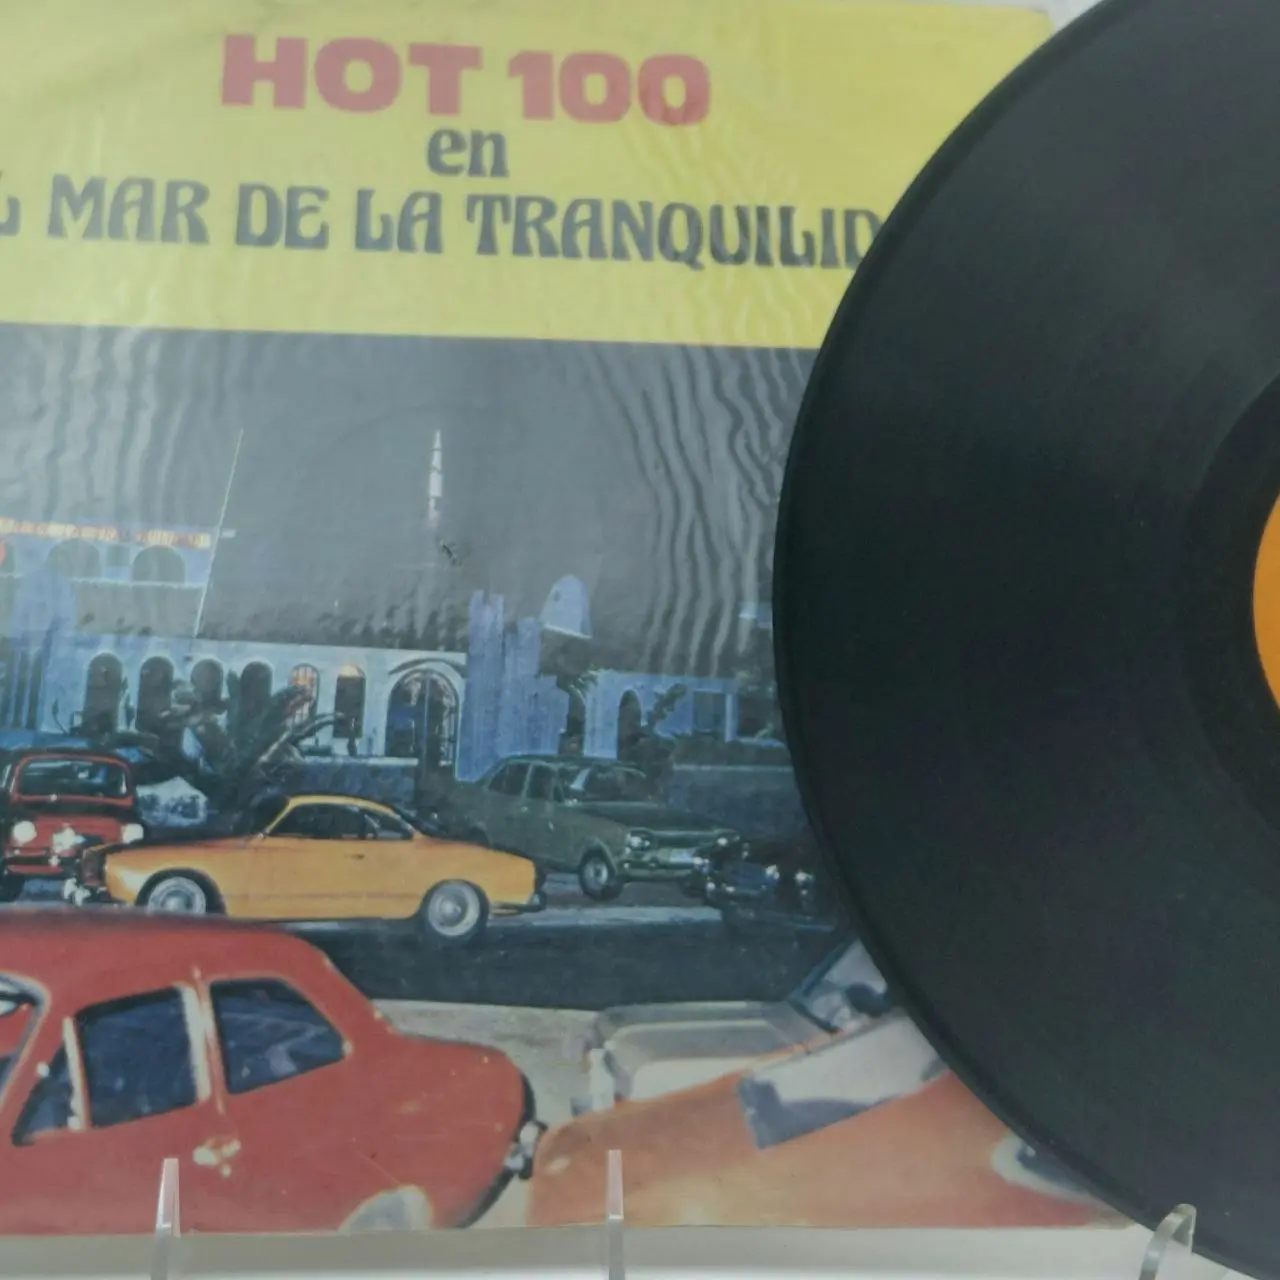 HOT 100
en
L MAR DE LA TRANQUILID